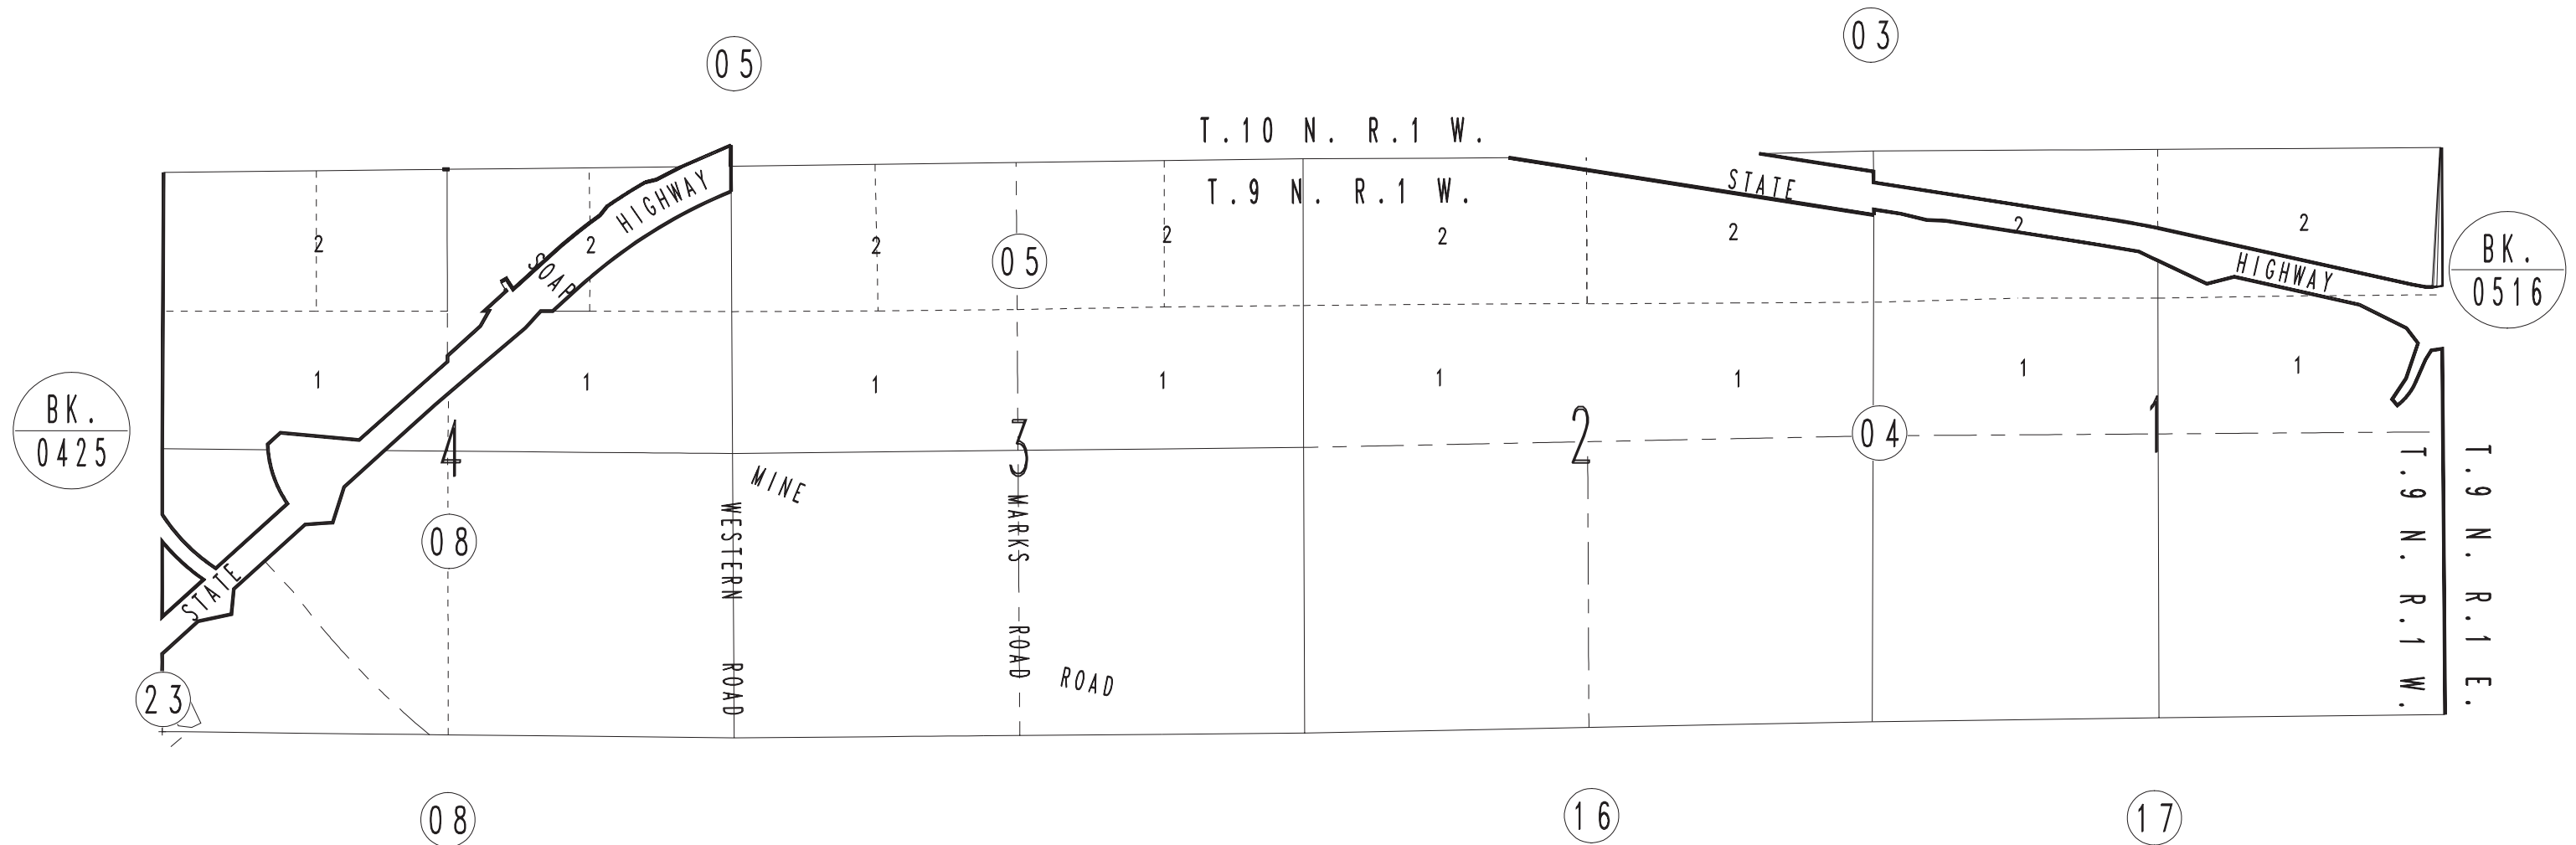 03
05
T.10 N. R.1 W.
T.9 N. R.1 W.
HIGHWAY
STATE
SOAP
2
2
2
2
2
2
2
2
05
HIGHWAY
BK.
0516
1
1
1
1
1
1
1
1
BK.
0425
4
3
2
04
1
MINE
WESTERN ROAD
MARKS ROAD
ROAD
08
STATE
23
T.9 N. R.1 W.
T.9 N. R.1 E.
08
16
17